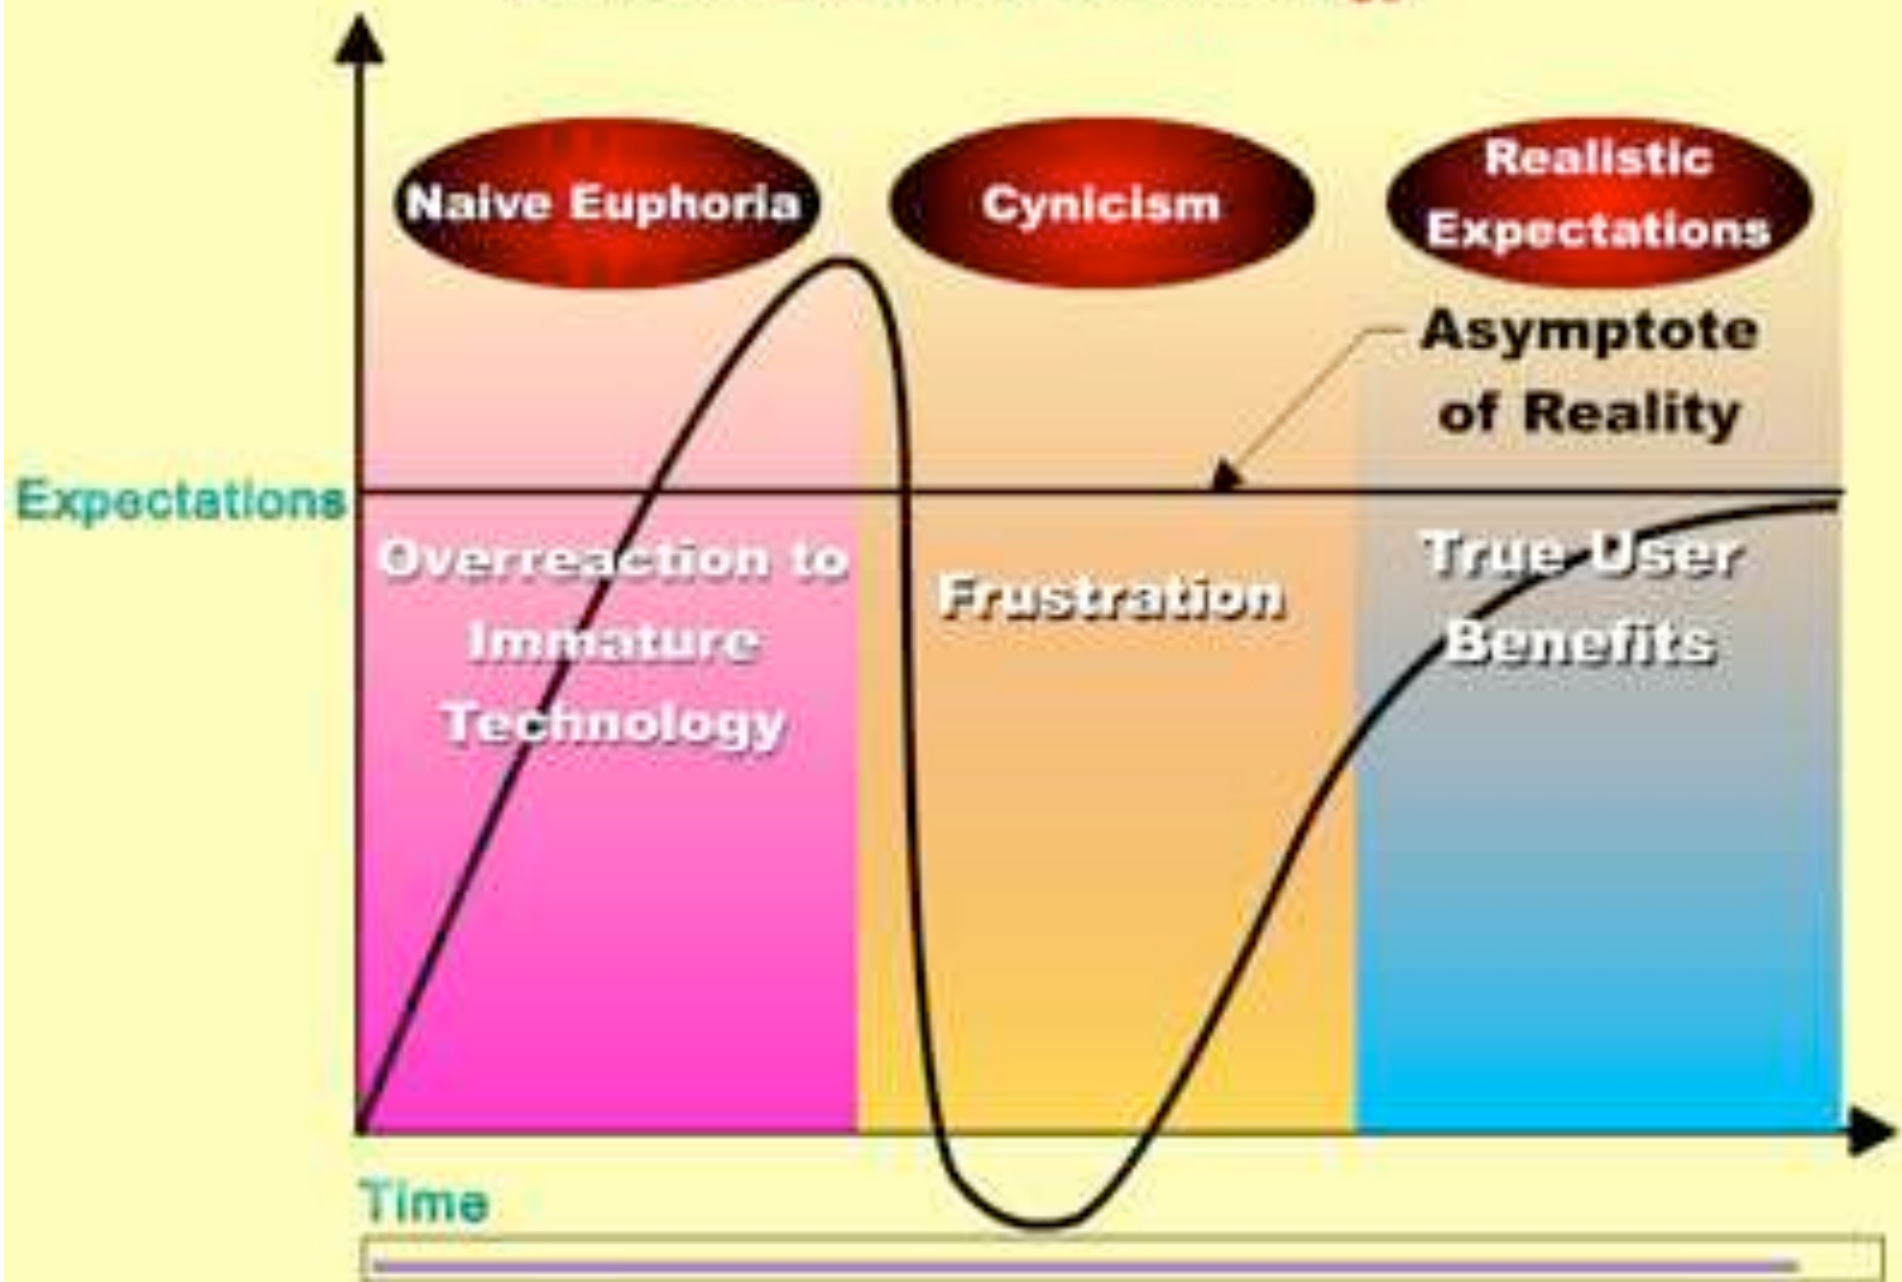 Naive Euphoria
Cynicism
Realistic
Expectations
Asymptote
of Reality
Expectations
Overreaction to
Immature
Technology
Frustration
True User
Benefits
Time